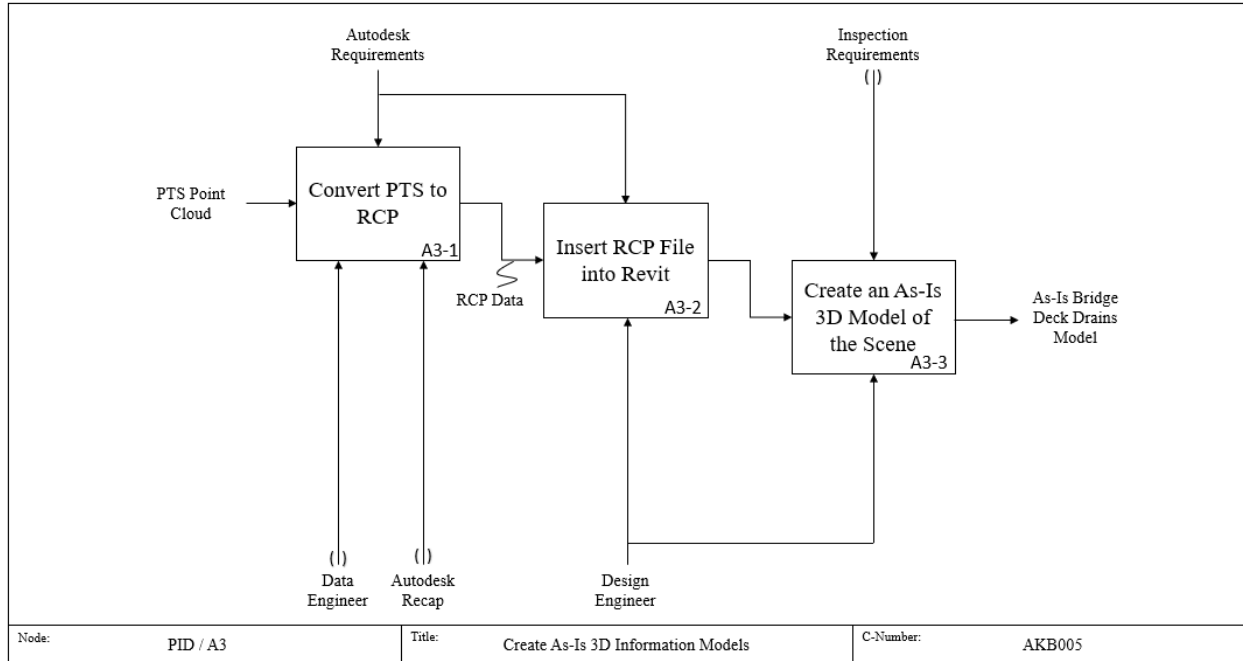 Autodesk
Requirements
Inspection
Requirements
( )
PTS Point
Cloud
Convert PTS to
RCP
A3-1
RCP Data
Insert RCP File
into Revit
A3-2
Create an As-Is
3D Model of
the Scene
A3-3
As-Is Bridge
Deck Drains
Model
( )
( )
Data
Engineer
Autodesk
Recap
Design
Engineer
Node:
PID / A3
Title:
Create As-Is 3D Information Models
C-Number:
AKB005